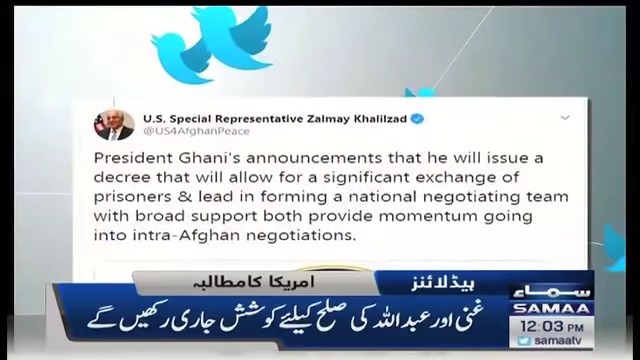 U.S. Special Representative Zalmay Khalilzad
@US4AfghanPeace
President Ghani's announcements that he will issue a
decree that will allow for a significant exchange of
prisoners & lead in forming a national negotiating team
with broad support both provide momentum going
into intra-Afghan negotiations.
امریکا کا مطالبہ
ہیڈلائنز
غنی اور عبداللہ کی صلح کیلئے کوشش جاری رکھیں گے
سماء
SAMAA
12:03 PM
samaatv